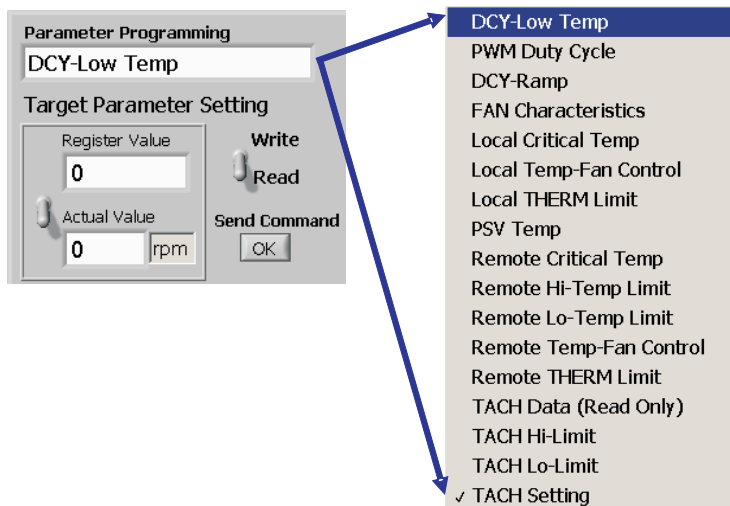 Parameter Programming
DCY-Low Temp
Target Parameter Setting
Register Value
0
Actual Value
0 rpm
Write
Read
Send Command
OK
DCY-Low Temp
PWM Duty Cycle
DCY-Ramp
FAN Characteristics
Local Critical Temp
Local Temp-Fan Control
Local THERM Limit
PSV Temp
Remote Critical Temp
Remote Hi-Temp Limit
Remote Lo-Temp Limit
Remote Temp-Fan Control
Remote THERM Limit
TACH Data (Read Only)
TACH Hi-Limit
TACH Lo-Limit
✓ TACH Setting